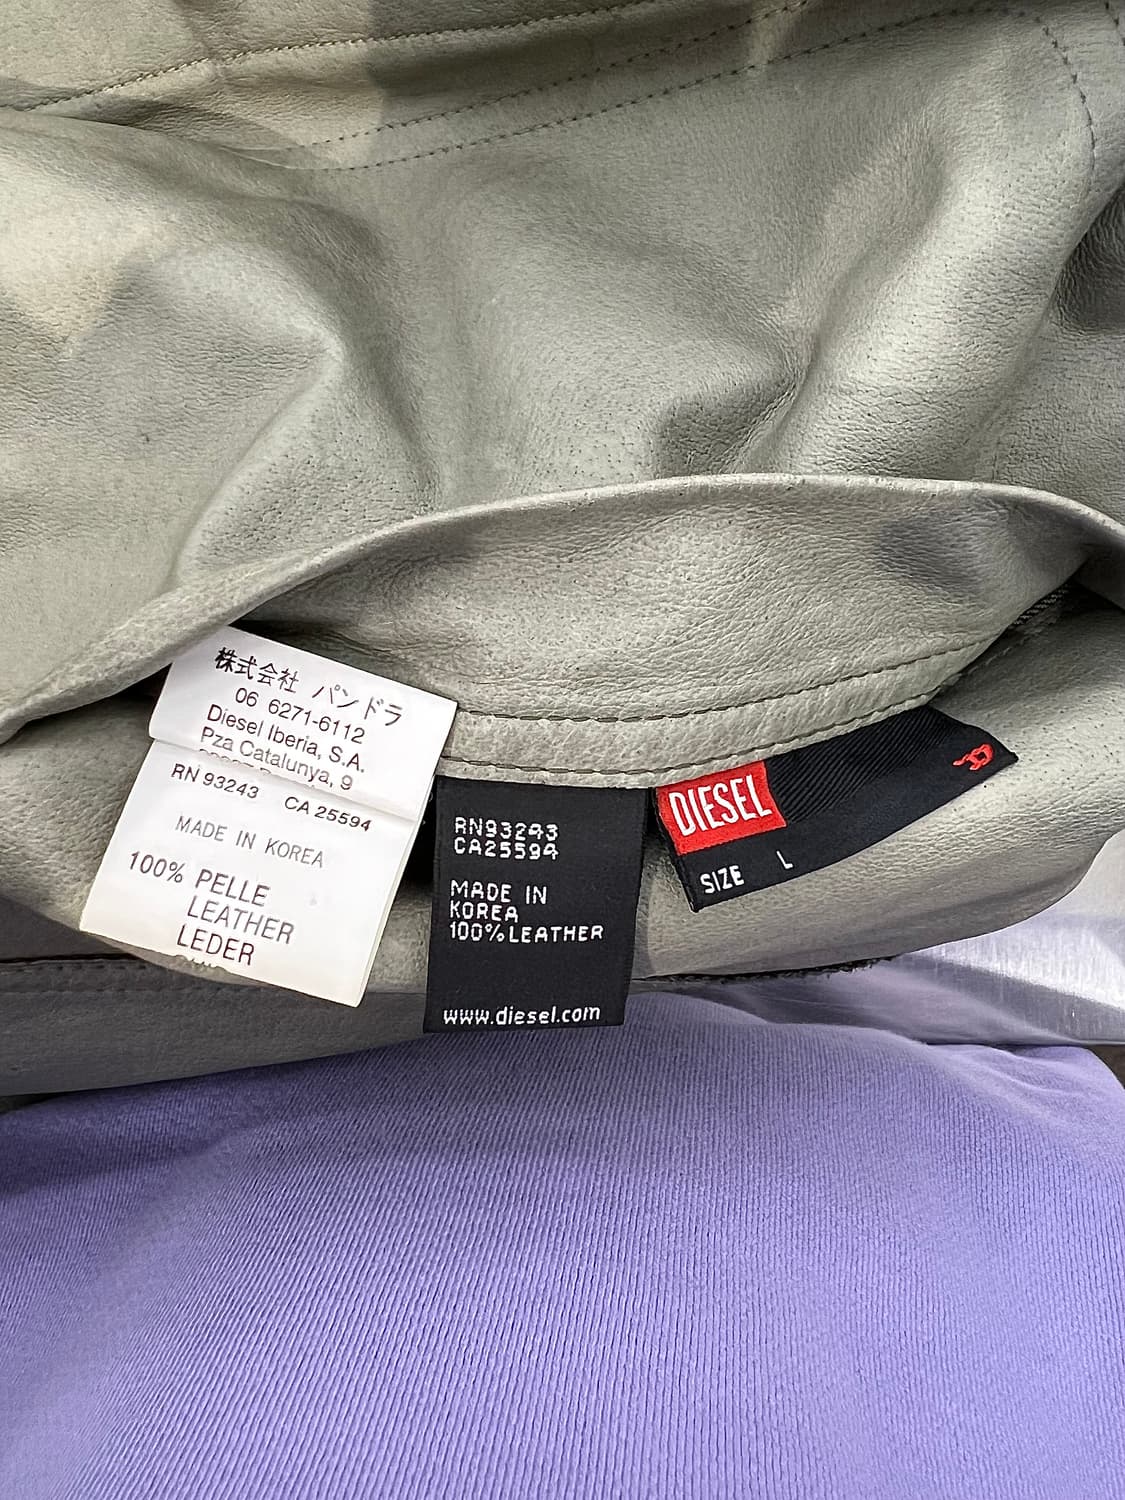 株式会社 パンドラ
06 6271-6112
Diesel Iberia, S.A.
Pza Catalunya, 9
RN 93243 CA 25594
MADE IN KOREA
100% PELLE
LEATHER
LEDER
RN93243
CA25594
MADE IN
KOREA
100%LEATHER
www.diesel.com
DIESEL
SIZE L